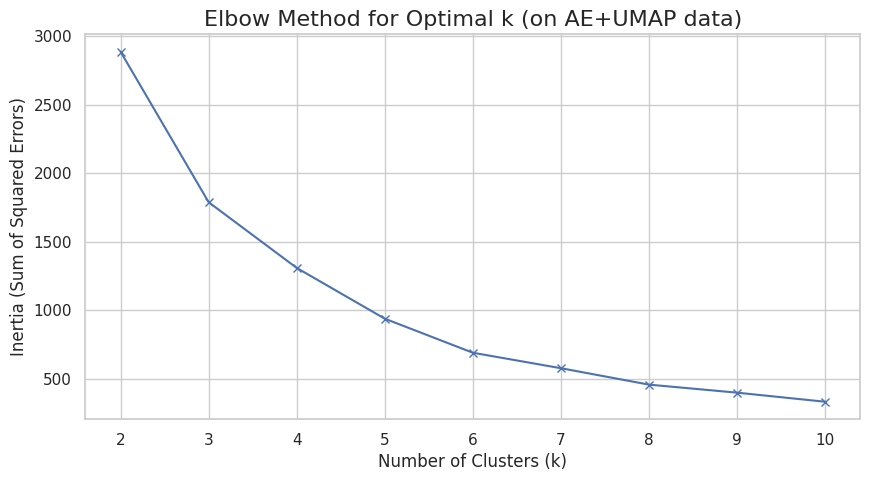 Elbow Method for Optimal k (on AE+UMAP data)
Inertia (Sum of Squared Errors)
3000
2500
2000
1500
1000
500
2 3 4 5 6 7 8 9 10
Number of Clusters (k)